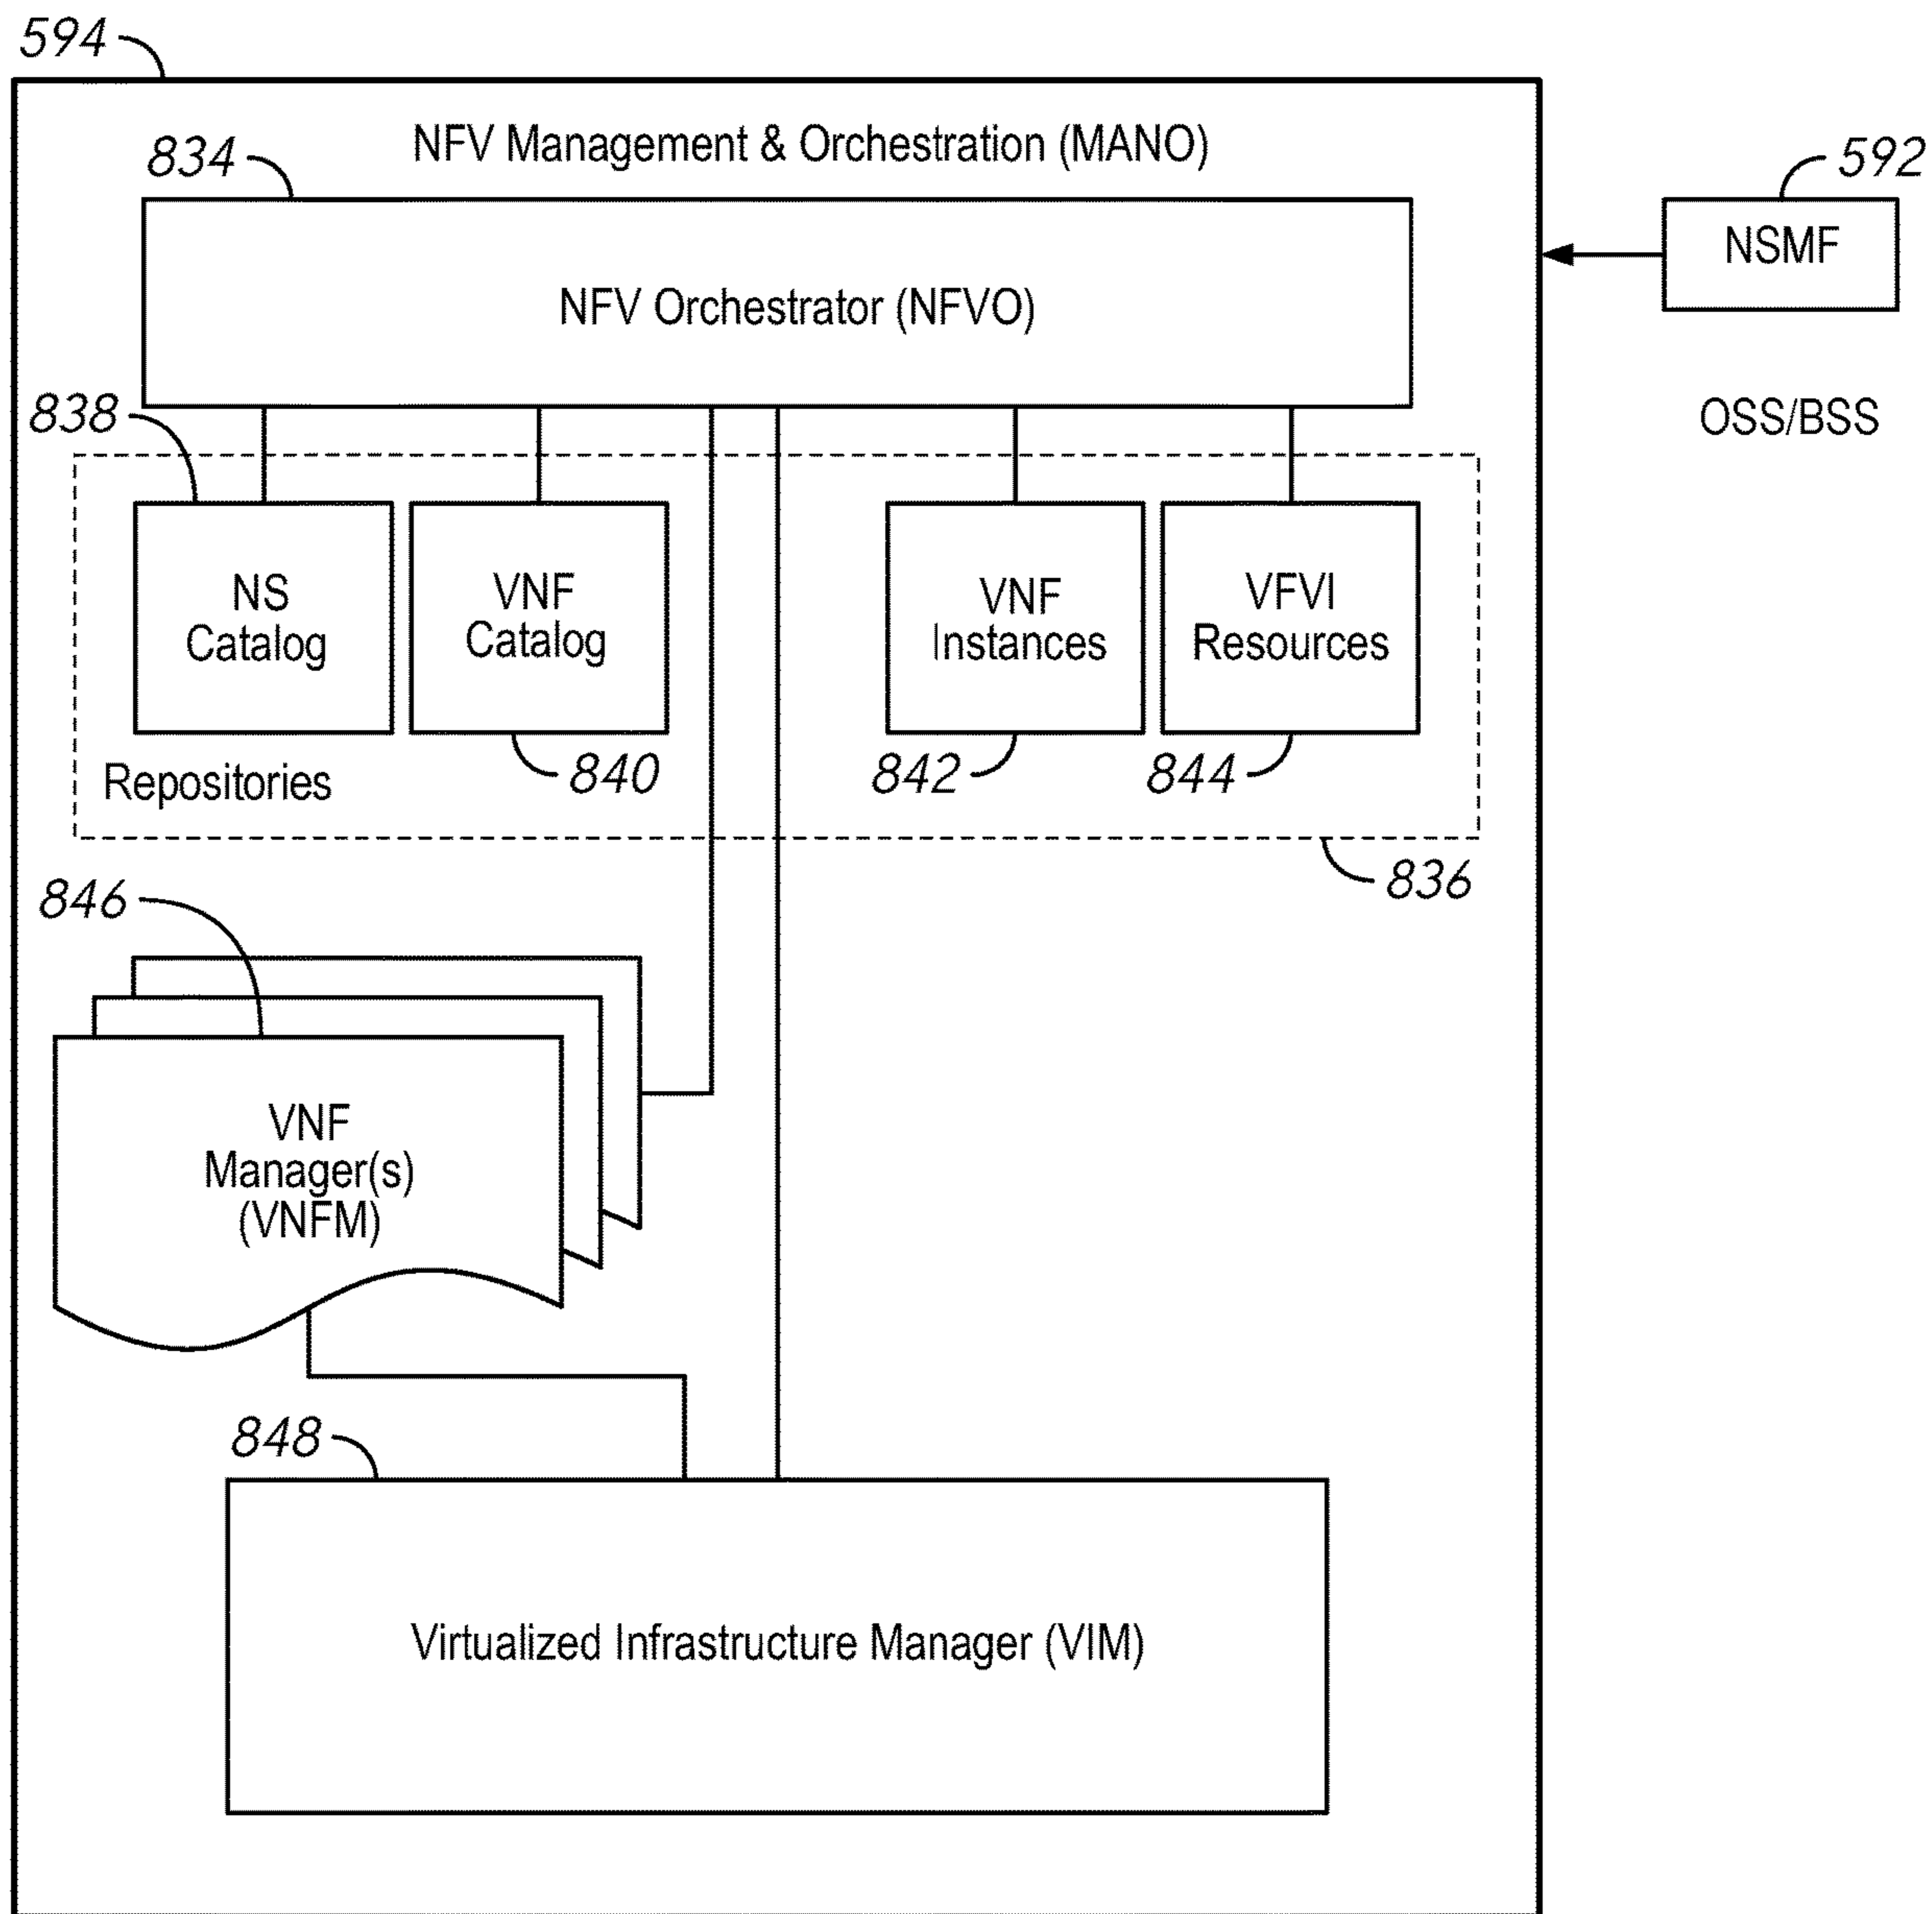 594
NFV Management & Orchestration (MANO)
834
592
NSMF
NFV Orchestrator (NFVO)
OSS/BSS
838
NS
Catalog
VNF
Catalog
VNF
Instances
VFVI
Resources
Repositories
840
842
844
836
846
VNF
Manager(s)
(VNFM)
848
Virtualized Infrastructure Manager (VIM)